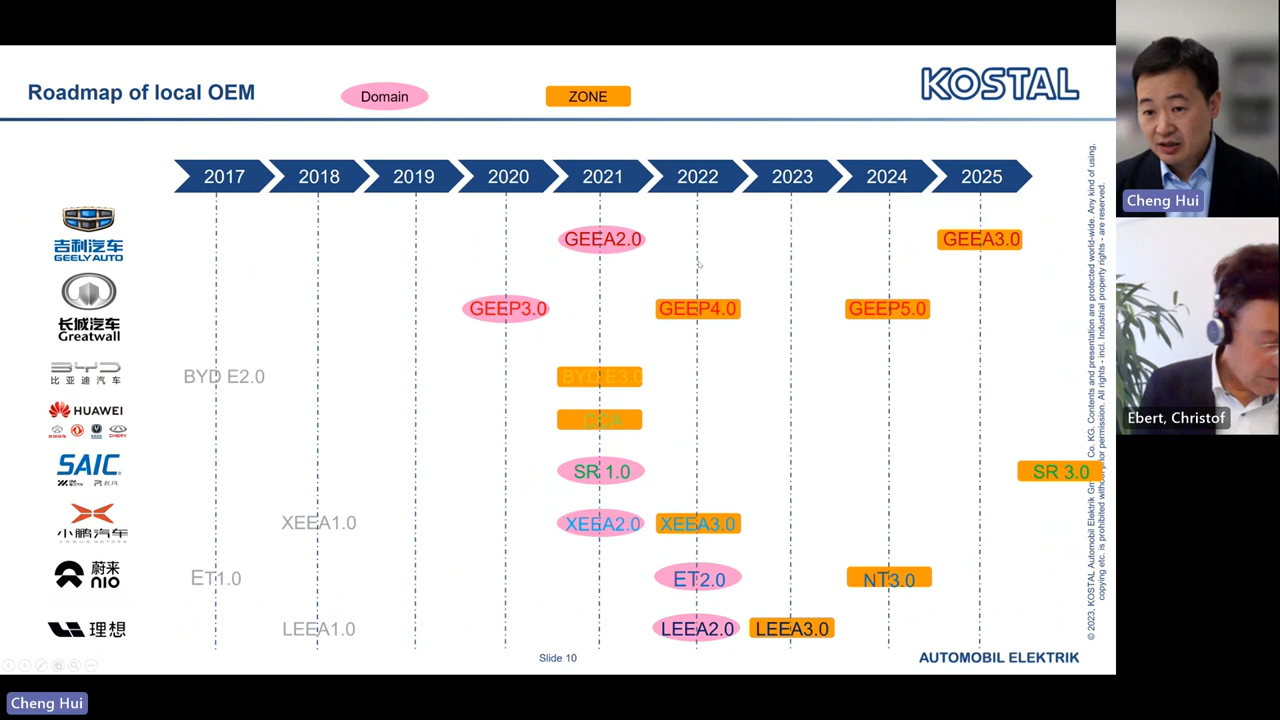 Roadmap of local OEM
Domain
ZONE
KOSTAL
2017 2018 2019 2020 2021 2022 2023 2024 2025
吉利汽车
GEELY AUTO
GEEA2.0
GEEA3.0
长城汽车
Greatwall
GEEP3.0
GEEP4.0
GEEP5.0
BYD
比亚迪汽车
BYD E2.0
BYD E3.0
HUAWEI
CHERY
SAIC
SR 1.0
SR 3.0
小鹏汽车
XEEA1.0
XEEA2.0
XEEA3.0
蔚来
NIO
ET1.0
ET2.0
NT3.0
理想
LEEA1.0
LEEA2.0
LEEA3.0
Slide 10
AUTOMOBIL ELEKTRIK
© 2023, KOSTAL Automobil Elektrik Gm Co. KG. Contents and presentation are protected world-wide. Any kind of using,
copying etc. is prohibited without prior permission. All rights - incl. Industrial property rights - are reserved.
Cheng Hui
Ebert, Christof
Cheng Hui